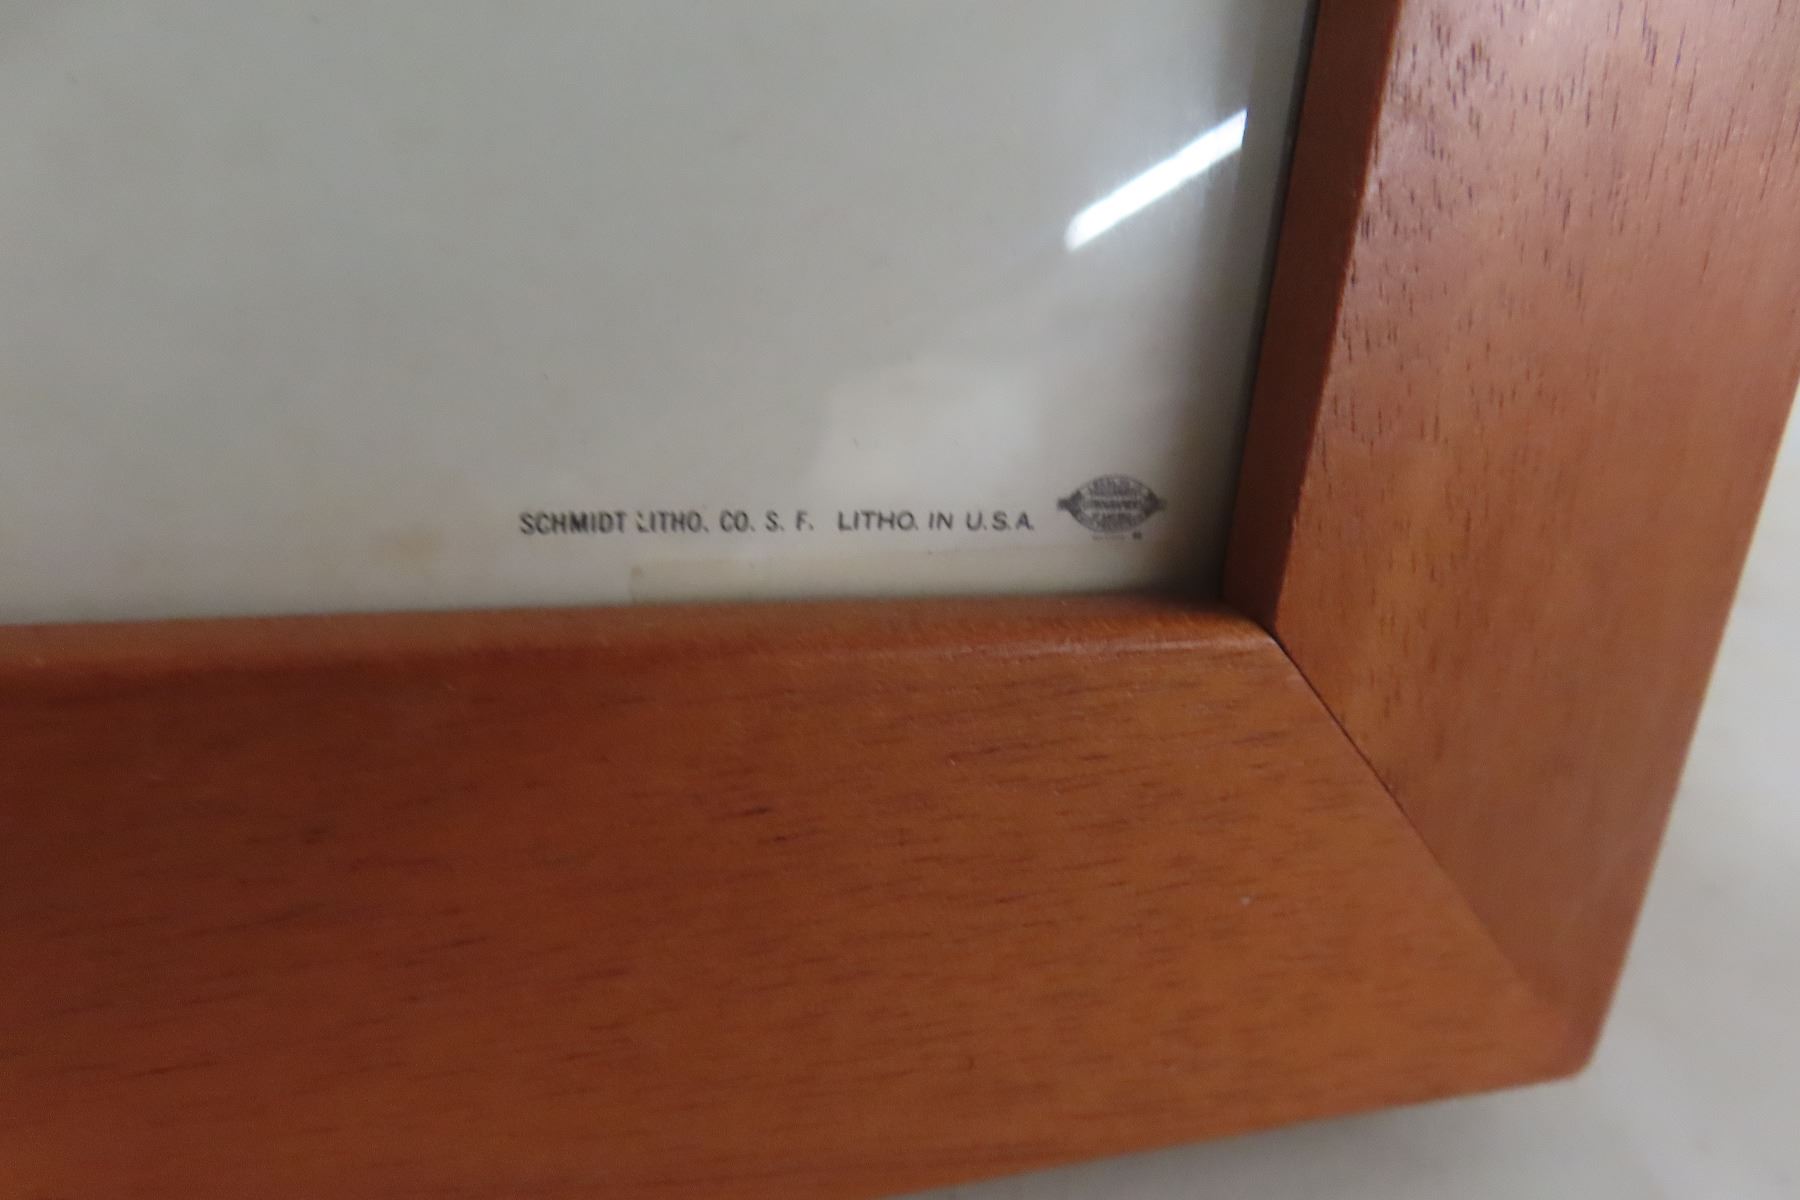 SCHMIDT LITHO. CO. S. F. LITHO. IN U.S.A.